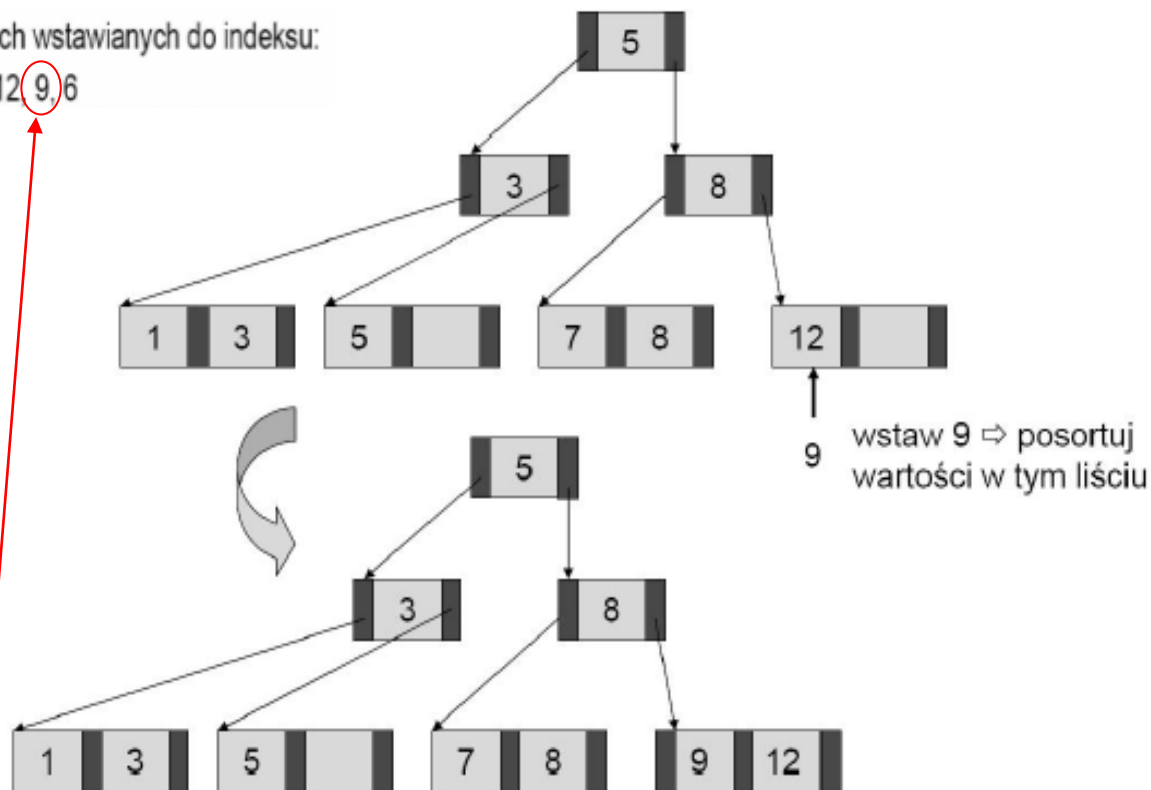 ch wstawianych do indeksu:
12, 9, 6
5
3 8
1 3 5 7 8 12
9 wstaw 9 ⇨ posortuj
wartości w tym liściu
5
3 8
1 3 5 7 8 9 12